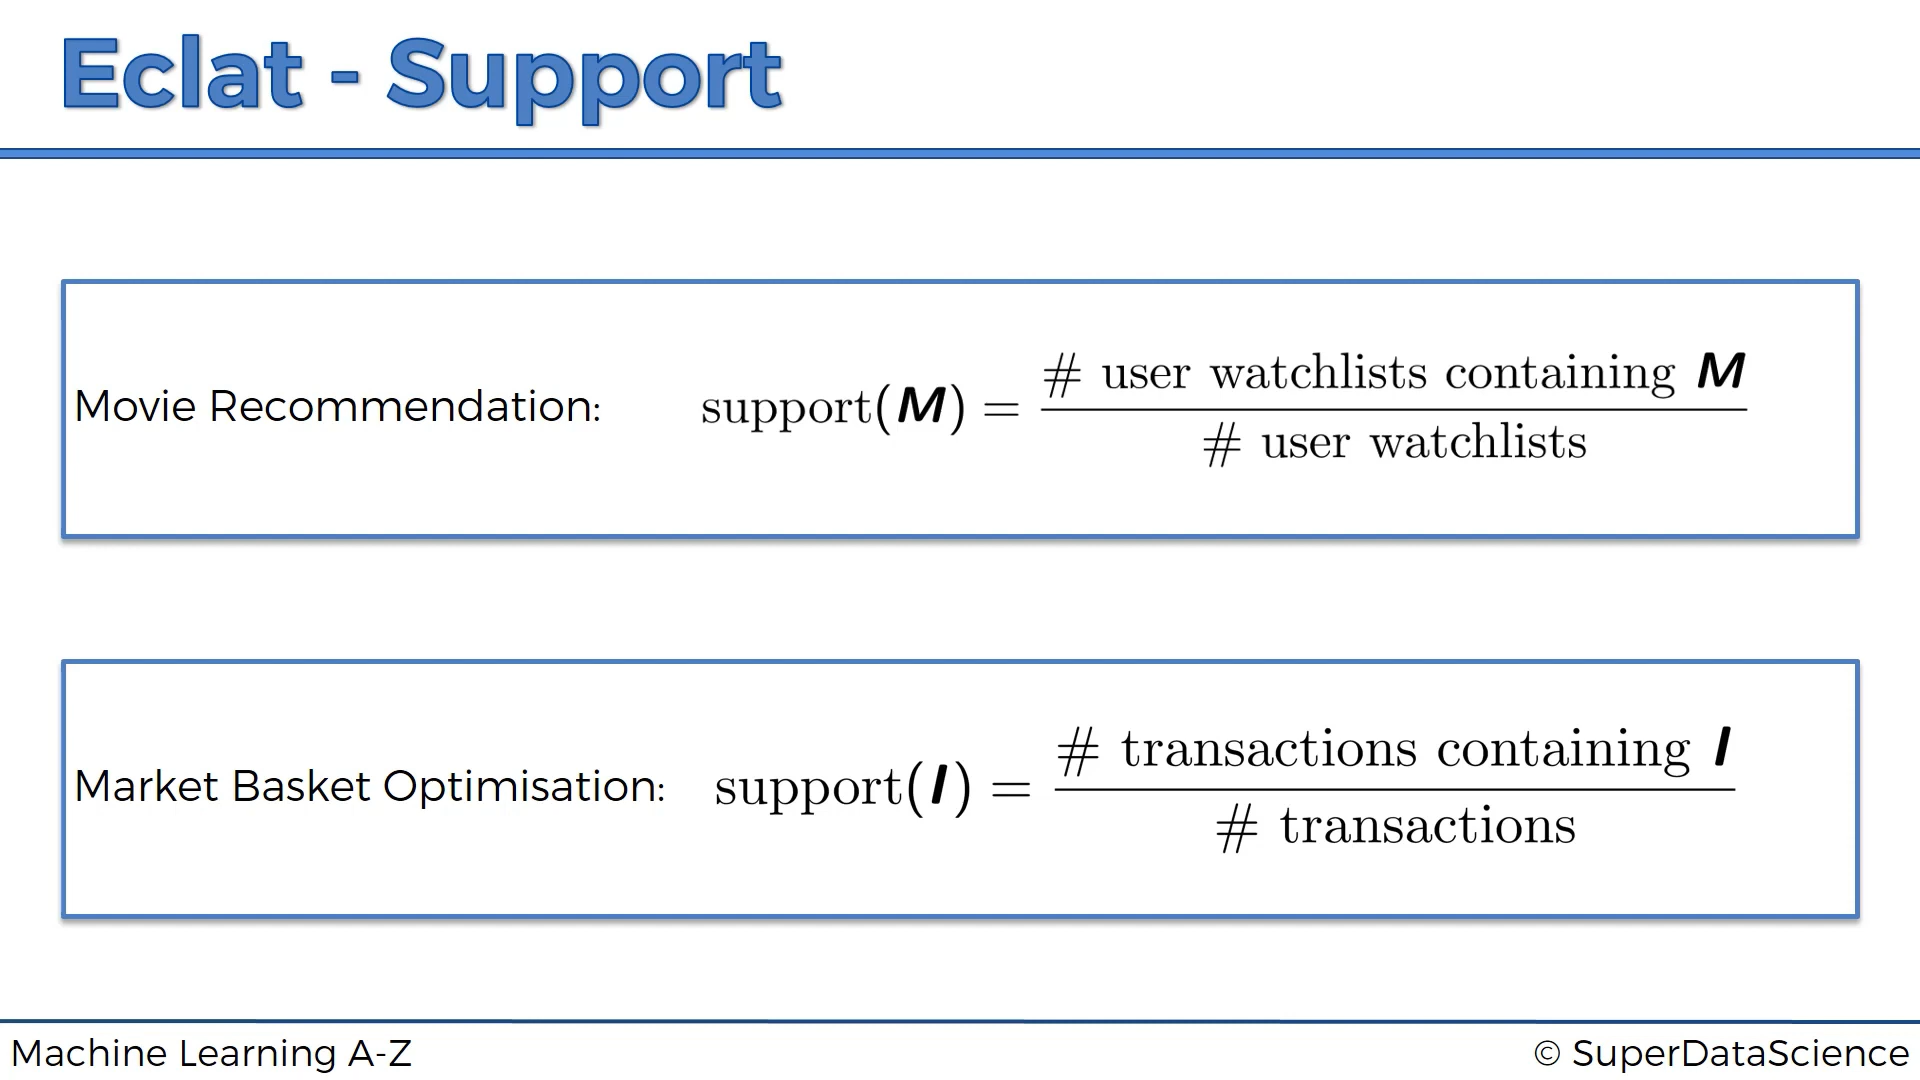 Eclat - Support
Movie Recommendation: support(M) = # user watchlists containing M / # user watchlists
Market Basket Optimisation: support(I) = # transactions containing I / # transactions
Machine Learning A-Z
© SuperDataScience